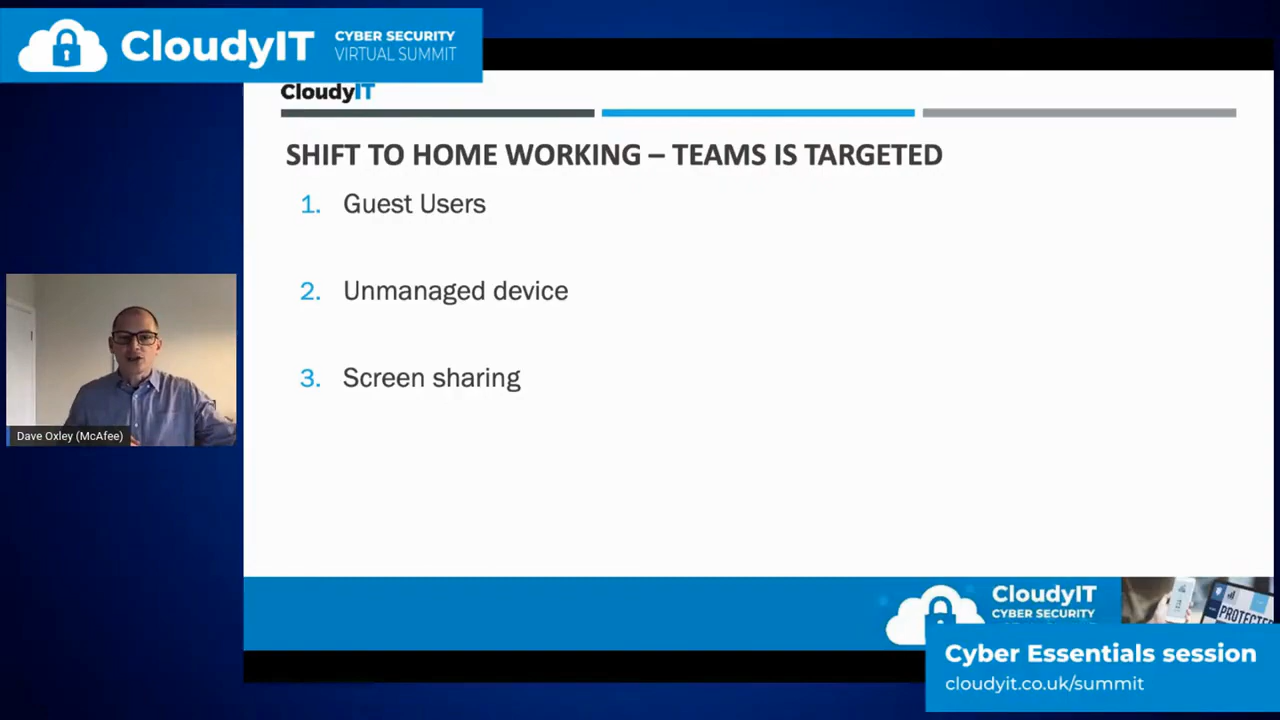 CloudyIT
CYBER SECURITY
VIRTUAL SUMMIT
CloudyIT
SHIFT TO HOME WORKING – TEAMS IS TARGETED
1. Guest Users
2. Unmanaged device
3. Screen sharing
Dave Oxley (McAfee)
CloudyIT
CYBER SECURITY
PROTECTED
Cyber Essentials session
cloudyit.co.uk/summit